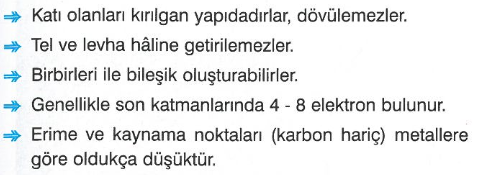 Katı olanları kırılgan yapıdadırlar, dövülemezler.
Tel ve levha hâline getirilemezler.
Birbirleri ile bileşik oluşturabilirler.
Genellikle son katmanlarında 4 - 8 elektron bulunur.
Erime ve kaynama noktaları (karbon hariç) metallere
göre oldukça düşüktür.